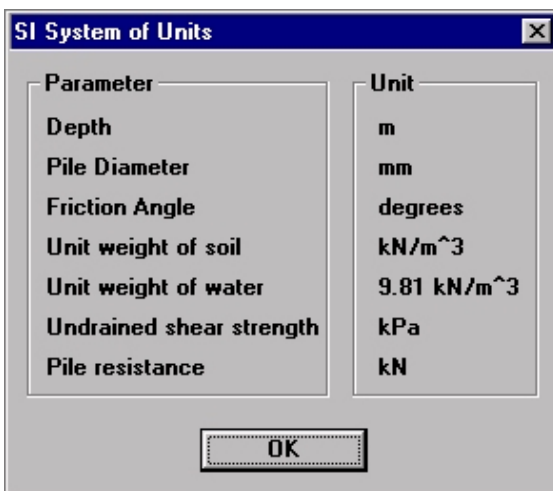 SI System of Units
Parameter Unit
Depth m
Pile Diameter mm
Friction Angle degrees
Unit weight of soil kN/m^3
Unit weight of water 9.81 kN/m^3
Undrained shear strength kPa
Pile resistance kN
OK